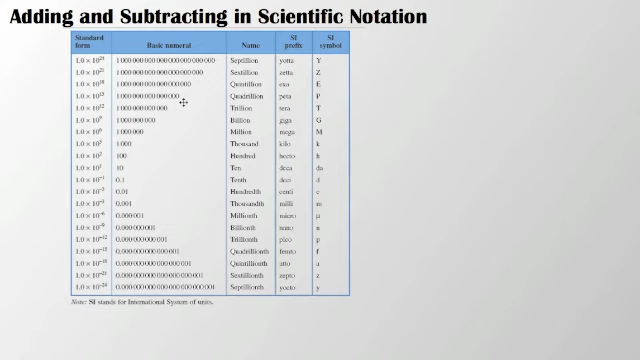 Adding and Subtracting in Scientific Notation
Standard form Basic numeral Name SI prefix SI symbol
1.0 × 10²⁴ 1 000 000 000 000 000 000 000 000 Septillion yotta Y
1.0 × 10²¹ 1 000 000 000 000 000 000 000 Sextillion zetta Z
1.0 × 10¹⁸ 1 000 000 000 000 000 000 Quintillion exa E
1.0 × 10¹⁵ 1 000 000 000 000 000 Quadrillion peta P
1.0 × 10¹² 1 000 000 000 000 Trillion tera T
1.0 × 10⁹ 1 000 000 000 Billion giga G
1.0 × 10⁶ 1 000 000 Million mega M
1.0 × 10³ 1 000 Thousand kilo k
1.0 × 10² 100 Hundred hecto h
1.0 × 10¹ 10 Ten deca da
1.0 × 10⁻¹ 0.1 Tenth deci d
1.0 × 10⁻² 0.01 Hundredth centi c
1.0 × 10⁻³ 0.001 Thousandth milli m
1.0 × 10⁻⁶ 0.000 001 Millionth micro μ
1.0 × 10⁻⁹ 0.000 000 001 Billionth nano n
1.0 × 10⁻¹² 0.000 000 000 001 Trillionth pico p
1.0 × 10⁻¹⁵ 0.000 000 000 000 001 Quadrillionth femto f
1.0 × 10⁻¹⁸ 0.000 000 000 000 000 001 Quintillionth atto a
1.0 × 10⁻²¹ 0.000 000 000 000 000 000 001 Sextillionth zepto z
1.0 × 10⁻²⁴ 0.000 000 000 000 000 000 000 001 Septillionth yocto y
Note: SI stands for International System of units.